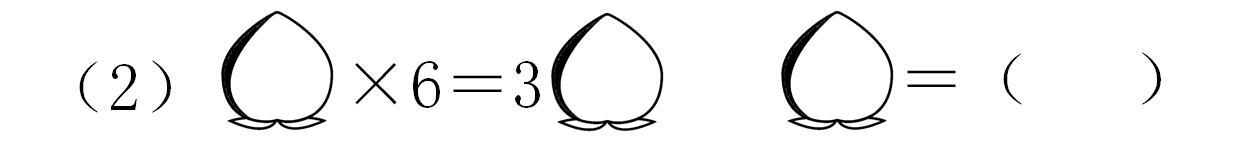 (2) ×6=3 =( )